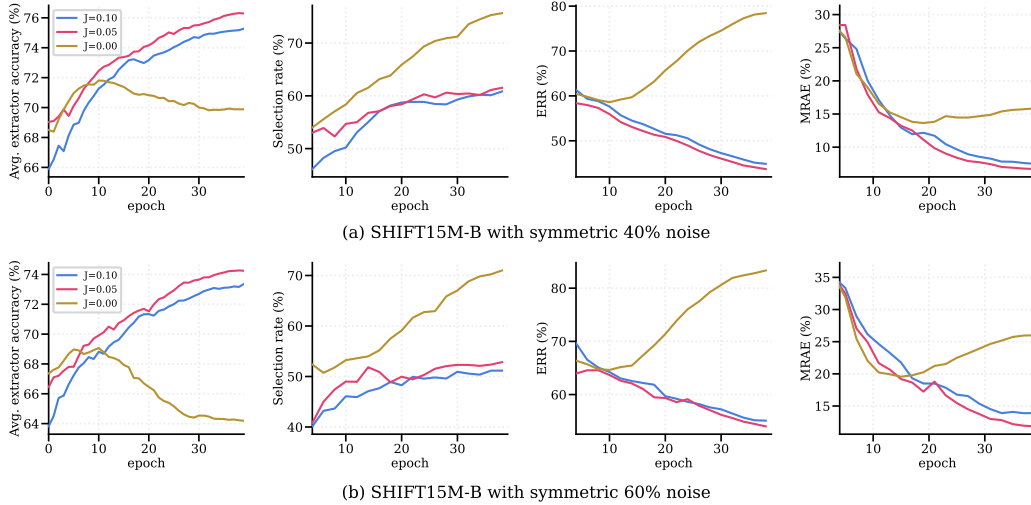 Avg. extractor accuracy (%)
76
74
72
70
68
66
J=0.10
J=0.05
J=0.00
0
10
20
30
epoch
Selection rate (%)
70
60
50
10
20
30
epoch
ERR (%)
80
70
60
50
10
20
30
epoch
MRAE (%)
30
25
20
15
10
10
20
30
epoch
(a) SHIFT15M-B with symmetric 40% noise
Avg. extractor accuracy (%)
74
72
70
68
66
64
J=0.10
J=0.05
J=0.00
0
10
20
30
epoch
Selection rate (%)
70
60
50
40
10
20
30
epoch
ERR (%)
80
70
60
10
20
30
epoch
MRAE (%)
35
30
25
20
15
10
20
30
epoch
(b) SHIFT15M-B with symmetric 60% noise